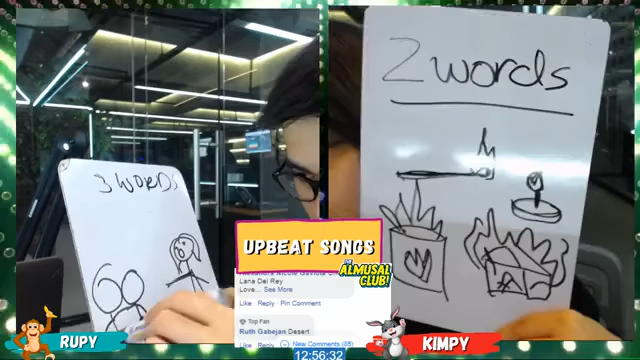 3 WORDS
2 words
UPBEAT SONGS
ALMUSAL
CLUB!
Lana Del Rey
Love... See More
Like Reply Pin Comment
Top Fan
Ruth Gabejan Desert
Like Reply New Comments (85)
RUPY
KIMPY
12:56:32